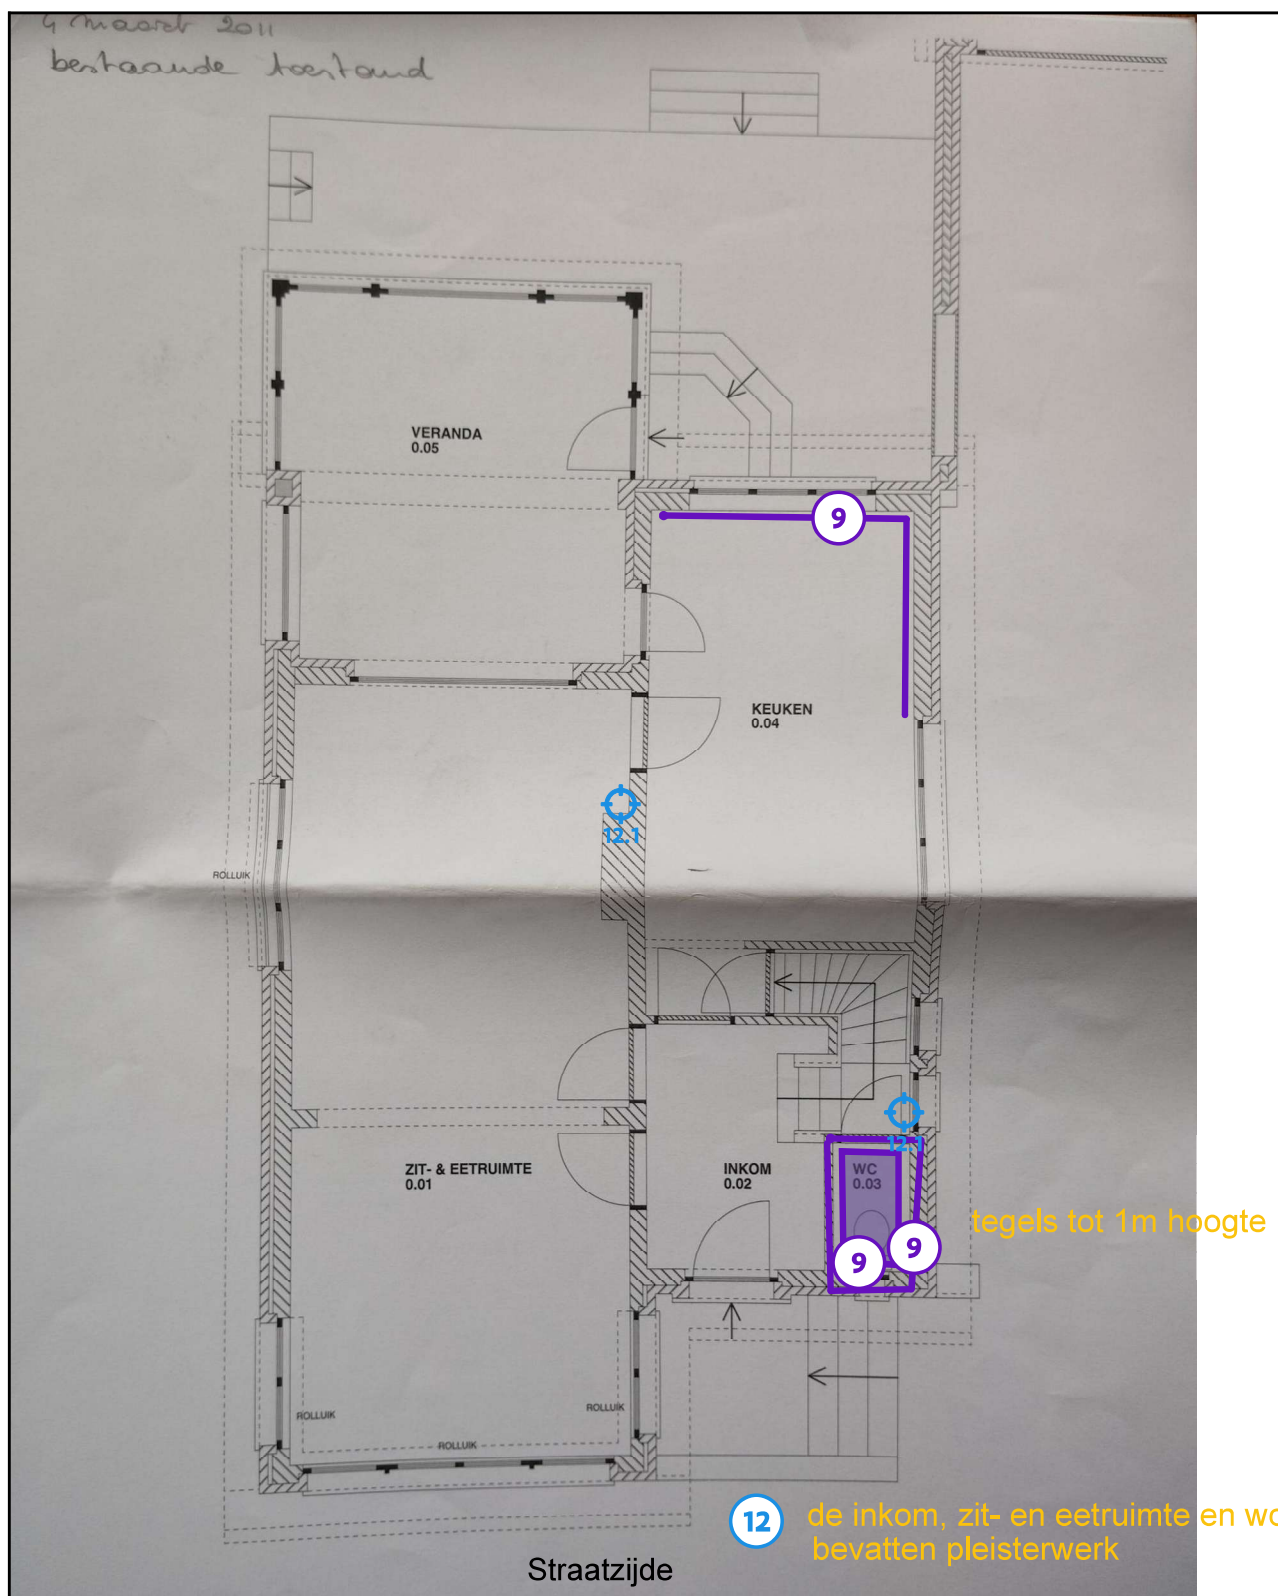 4 maart 2011
bestaande toestand
VERANDA
0.05
9
KEUKEN
0.04
12.1
ROLLUIK
12.1
ZIT- & EETRUIMTE
0.01
INKOM
0.02
WC
0.03
tegels tot 1m hoogte
9
9
ROLLUIK
ROLLUIK
ROLLUIK
12
de inkom, zit- en eetruimte en wc
bevatten pleisterwerk
Straatzijde